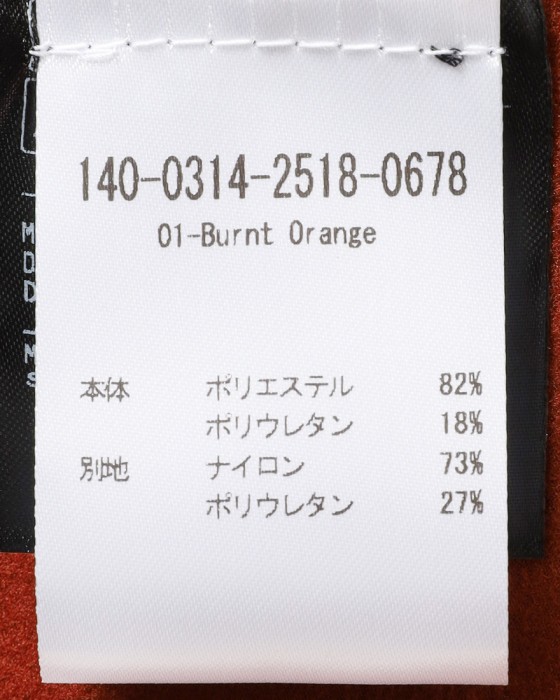 140-0314-2518-0678
01-Burnt Orange
本体 ポリエステル 82%
ポリウレタン 18%
別地 ナイロン 73%
ポリウレタン 27%